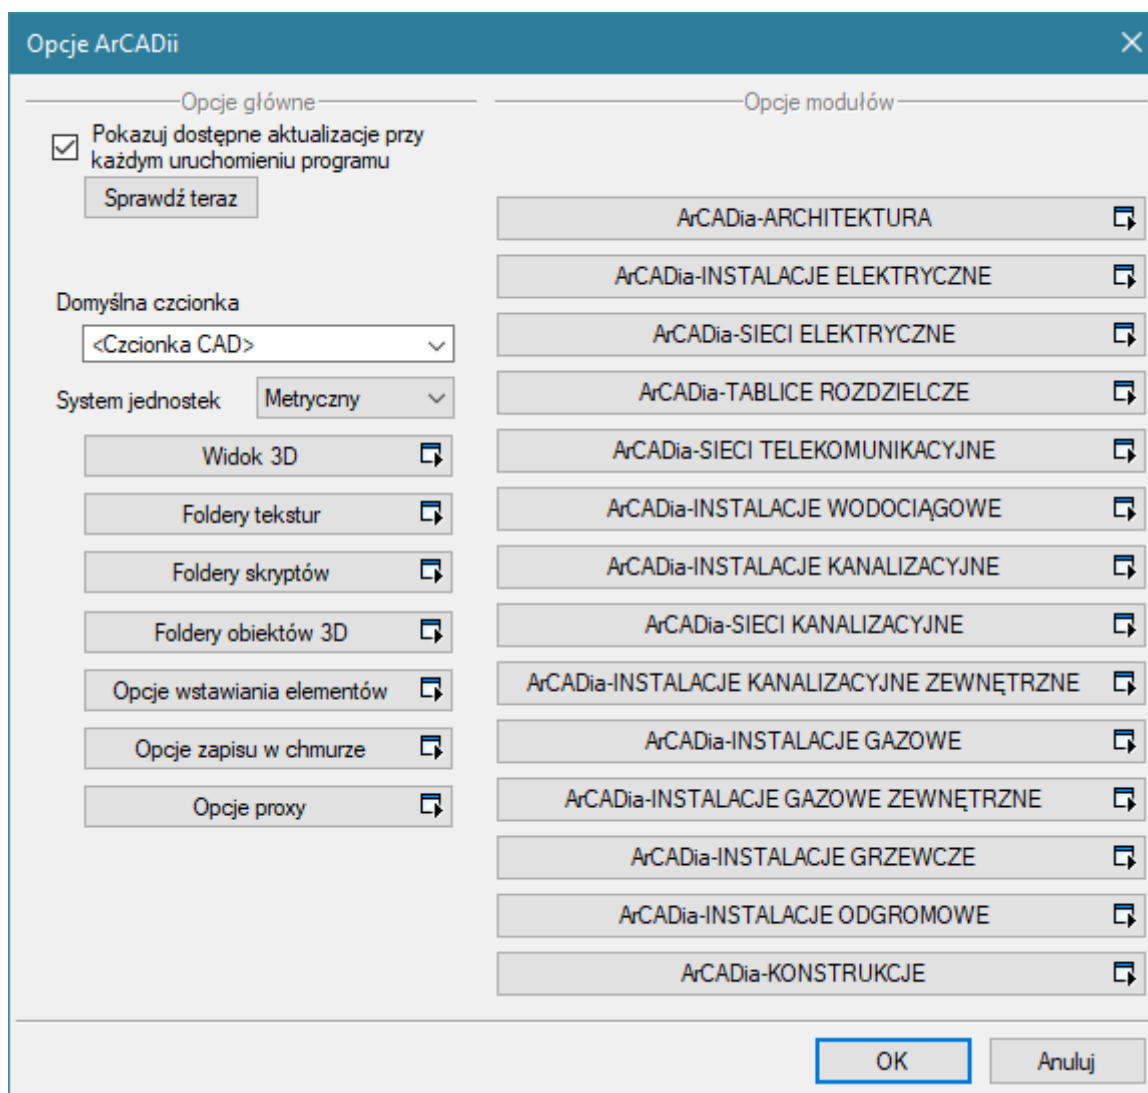 Opcje ArCADii
Opcje główne
Pokazuj dostępne aktualizacje przy
każdym uruchomieniu programu
Sprawdź teraz
Domyślna czcionka
<Czcionka CAD>
System jednostek Metryczny
Widok 3D
Foldery tekstur
Foldery skryptów
Foldery obiektów 3D
Opcje wstawiania elementów
Opcje zapisu w chmurze
Opcje proxy
Opcje modułów
ArCADia-ARCHITEKTURA
ArCADia-INSTALACJE ELEKTRYCZNE
ArCADia-SIECI ELEKTRYCZNE
ArCADia-TABLICE ROZDZIELCZE
ArCADia-SIECI TELEKOMUNIKACYJNE
ArCADia-INSTALACJE WODOCIĄGOWE
ArCADia-INSTALACJE KANALIZACYJNE
ArCADia-SIECI KANALIZACYJNE
ArCADia-INSTALACJE KANALIZACYJNE ZEWNĘTRZNE
ArCADia-INSTALACJE GAZOWE
ArCADia-INSTALACJE GAZOWE ZEWNĘTRZNE
ArCADia-INSTALACJE GRZEWCZE
ArCADia-INSTALACJE ODGROMOWE
ArCADia-KONSTRUKCJE
OK Anuluj